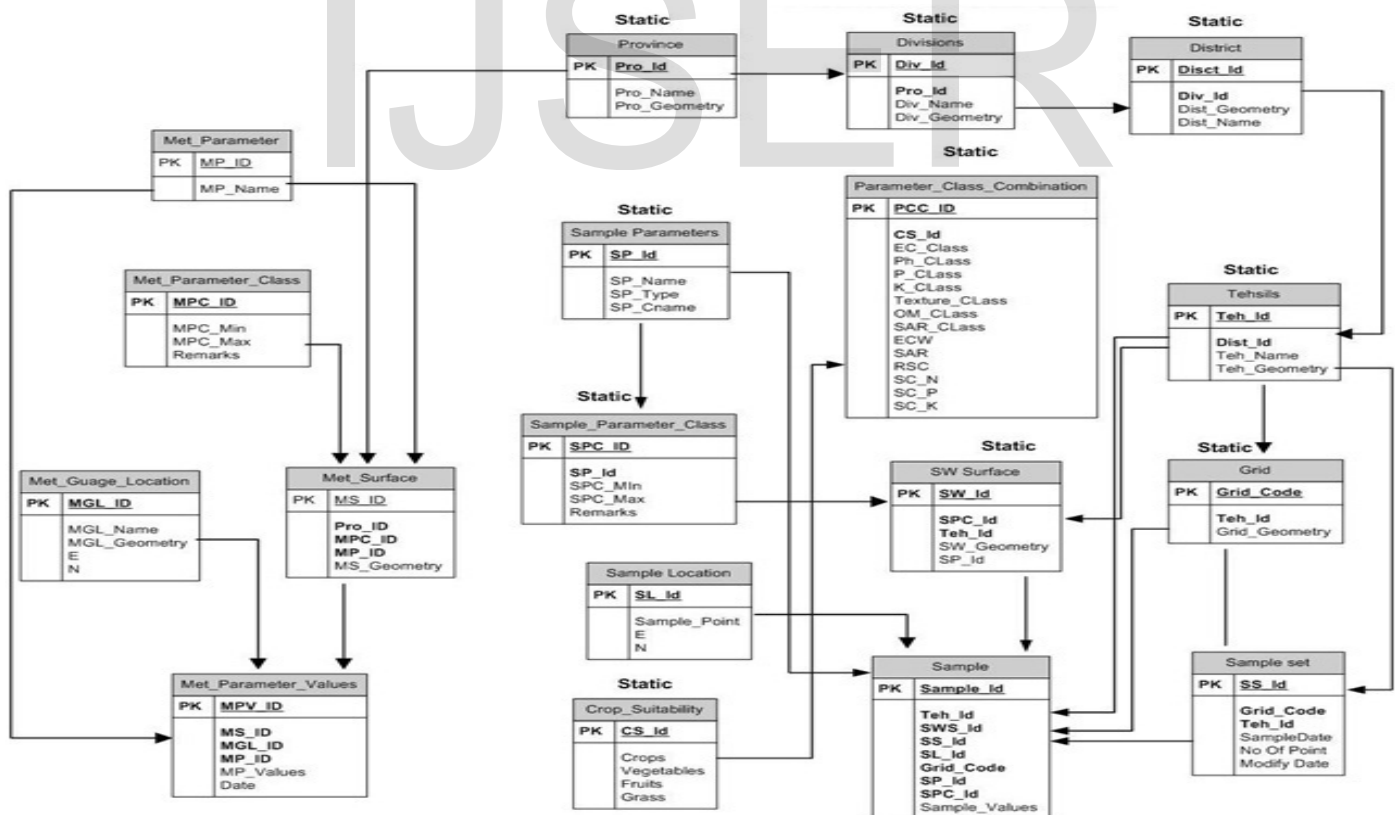 IJSER
Static
Province
PK Pro_Id
Pro_Name
Pro_Geometry
Static
Divisions
PK Div_Id
Pro_Id
Div_Name
Div_Geometry
Static
District
PK Disct_Id
Div_Id
Dist_Geometry
Dist_Name
Met_Parameter
PK MP_ID
MP_Name
Static
Parameter_Class_Combination
PK PCC_ID
CS_Id
EC_Class
Ph_CLass
P_CLass
K_CLass
Texture_CLass
OM_CLass
SAR_CLass
ECW
SAR
RSC
SC_N
SC_P
SC_K
Static
Sample Parameters
PK SP_Id
SP_Name
SP_Type
SP_Cname
Met_Parameter_Class
PK MPC_ID
MPC_Min
MPC_Max
Remarks
Static
Tehsils
PK Teh_Id
Dist_Id
Teh_Name
Teh_Geometry
Static
Sample_Parameter_Class
PK SPC_ID
SP_Id
SPC_MIn
SPC_Max
Remarks
Met_Guage_Location
PK MGL_ID
MGL_Name
MGL_Geometry
E
N
Met_Surface
PK MS_ID
Pro_ID
MPC_ID
MP_ID
MS_Geometry
Static
SW Surface
PK SW_Id
SPC_Id
Teh_Id
SW_Geometry
SP_Id
Static
Grid
PK Grid_Code
Teh_Id
Grid_Geometry
Sample Location
PK SL_Id
Sample_Point
E
N
Met_Parameter_Values
PK MPV_ID
MS_ID
MGL_ID
MP_ID
MP_Values
Date
Static
Crop_Suitability
PK CS_Id
Crops
Vegetables
Fruits
Grass
Sample
PK Sample_Id
Teh_Id
SWS_Id
SS_Id
SL_Id
Grid_Code
SP_Id
SPC_Id
Sample_Values
Sample set
PK SS_Id
Grid_Code
Teh_Id
SampleDate
No Of Point
Modify Date